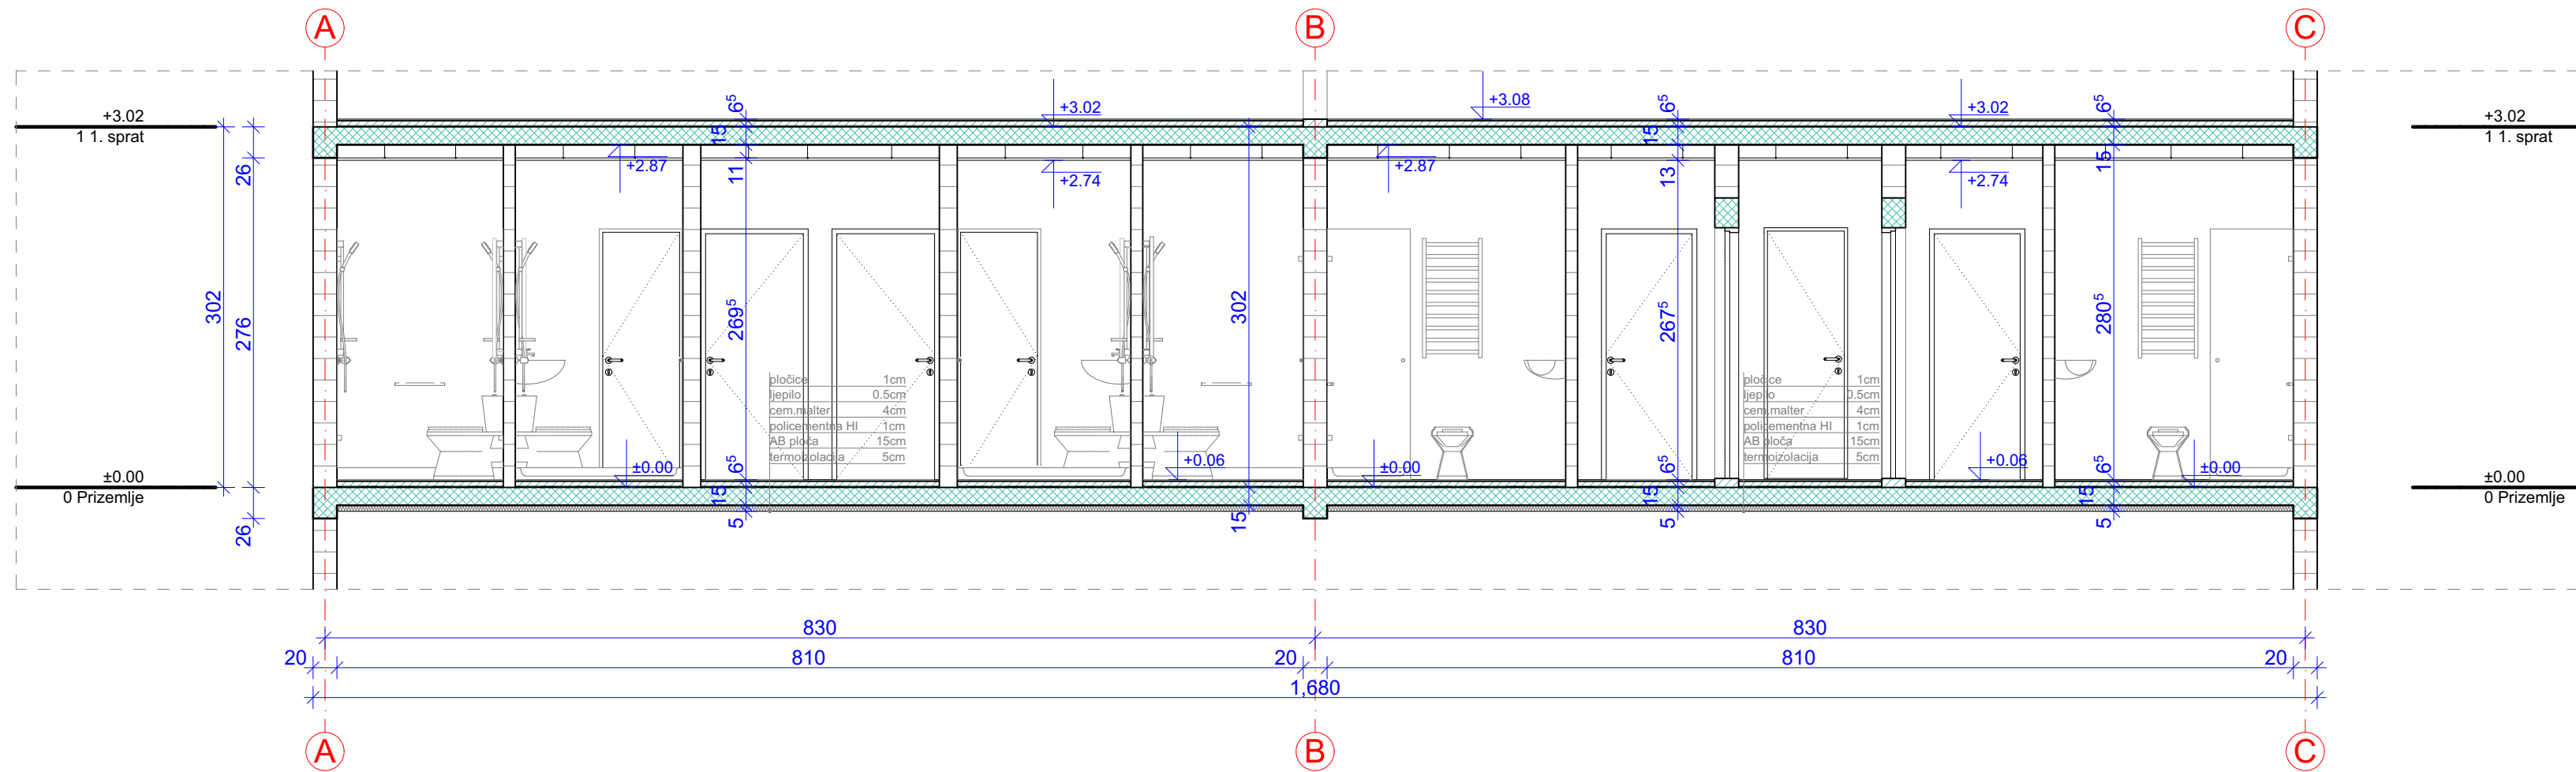 A B C
+3.02
1 1. sprat
6⁵
15
11
+3.02
+3.08
6⁵
15
13
+3.02
6⁵
15
+3.02
1 1. sprat
26
+2.87
+2.74
+2.87
+2.74
302
276
269⁵
302
267⁵
280⁵
pločice 1cm
ljepilo 0.5cm
cem.malter 4cm
policementna HI 1cm
AB ploča 15cm
termoizolacija 5cm
pločice 1cm
ljepilo 0.5cm
cem.malter 4cm
policementna HI 1cm
AB ploča 15cm
termoizolacija 5cm
±0.00
0 Prizemlje
±0.00
6⁵
15
5
+0.06
15
±0.00
6⁵
15
5
+0.06
6⁵
15
5
±0.00
±0.00
0 Prizemlje
26
830 830
20 810 20 810 20
1,680
A B C